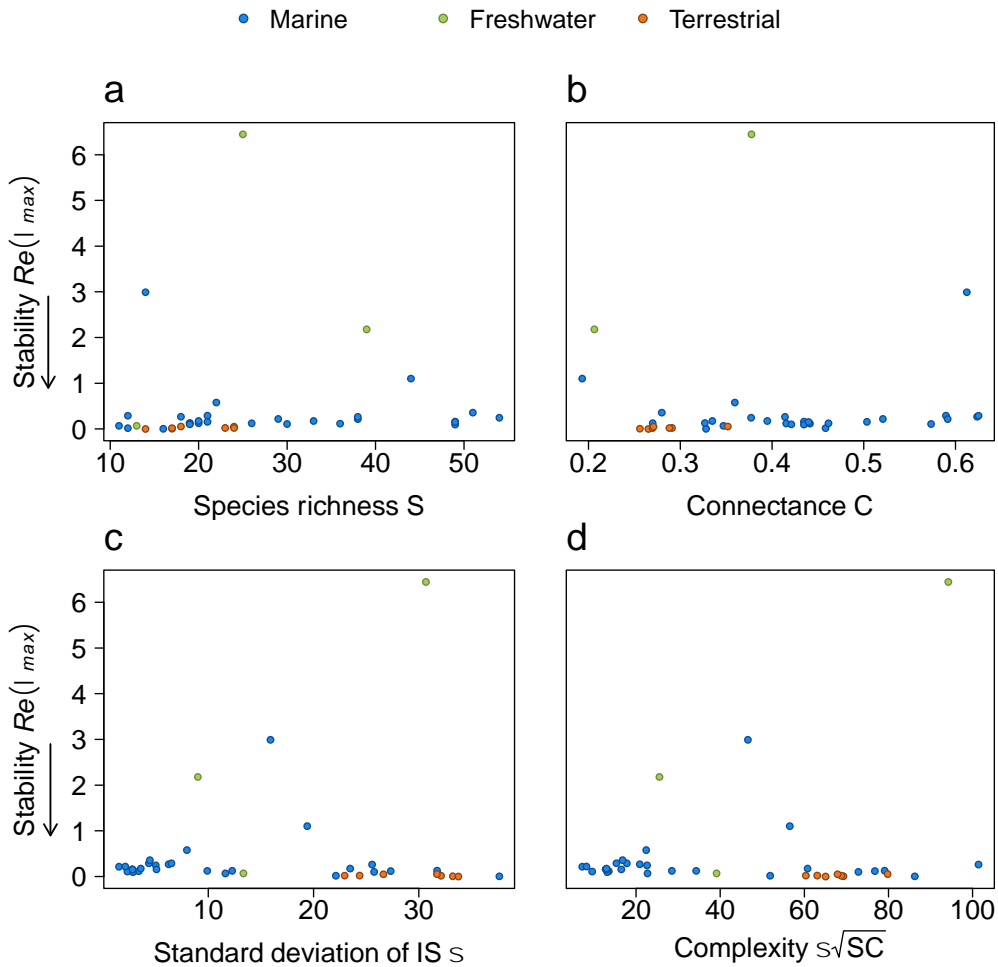 Marine Freshwater Terrestrial
a b
Stability Re(l max)
6
5
4
3
2
1
0
10 20 30 40 50
0.2 0.3 0.4 0.5 0.6
Species richness S
Connectance C
c d
Stability Re(l max)
6
5
4
3
2
1
0
10 20 30
20 40 60 80 100
Standard deviation of IS s
Complexity s√SC